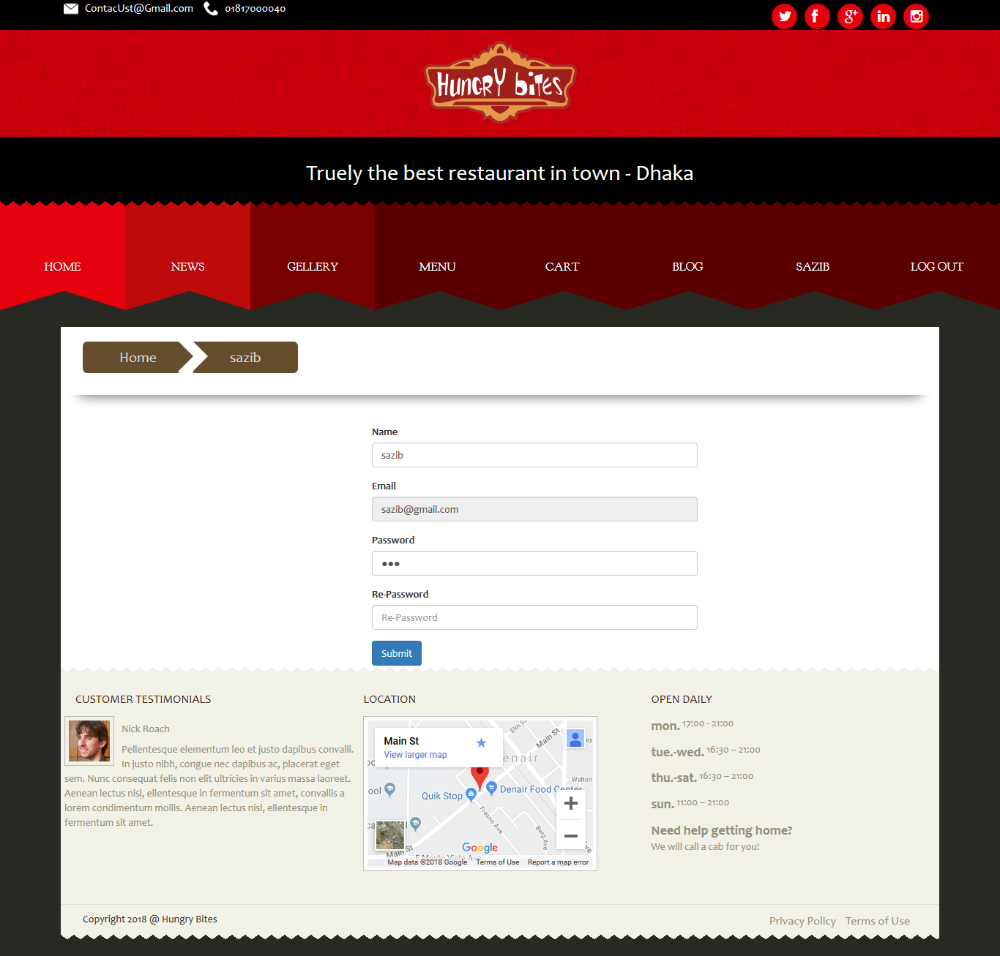 ContacUst@Gmail.com 01817000040
Hungry bites
Truely the best restaurant in town - Dhaka
HOME NEWS GELLERY MENU CART BLOG SAZIB LOG OUT
Home sazib
Name
sazib
Email
sazib@gmail.com
Password
Re-Password
Re-Password
Submit
CUSTOMER TESTIMONIALS
Nick Roach
Pellentesque elementum leo et justo dapibus convalli.
In justo nibh, congue nec dapibus ac, placerat eget
sem. Nunc consequat felis non elit ultricies in varius massa laoreet.
Aenean lectus nisl, ellentesque in fermentum sit amet, convallis a
lorem condimentum mollis. Aenean lectus nisl, ellentesque in
fermentum sit amet.
LOCATION
Main St
View larger map
Elm St
Main St
enair
Walton
ool
Quik Stop
Denair Food Center
Fresno Ave
Berg Ave
Main St
E Monte Vista Ave
Google
Map data ©2018 Google Terms of Use Report a map error
OPEN DAILY
mon. 17:00 - 21:00
tue.-wed. 16:30 – 21:00
thu.-sat. 16:30 – 21:00
sun. 11:00 – 21:00
Need help getting home?
We will call a cab for you!
Copyright 2018 @ Hungry Bites
Privacy Policy Terms of Use